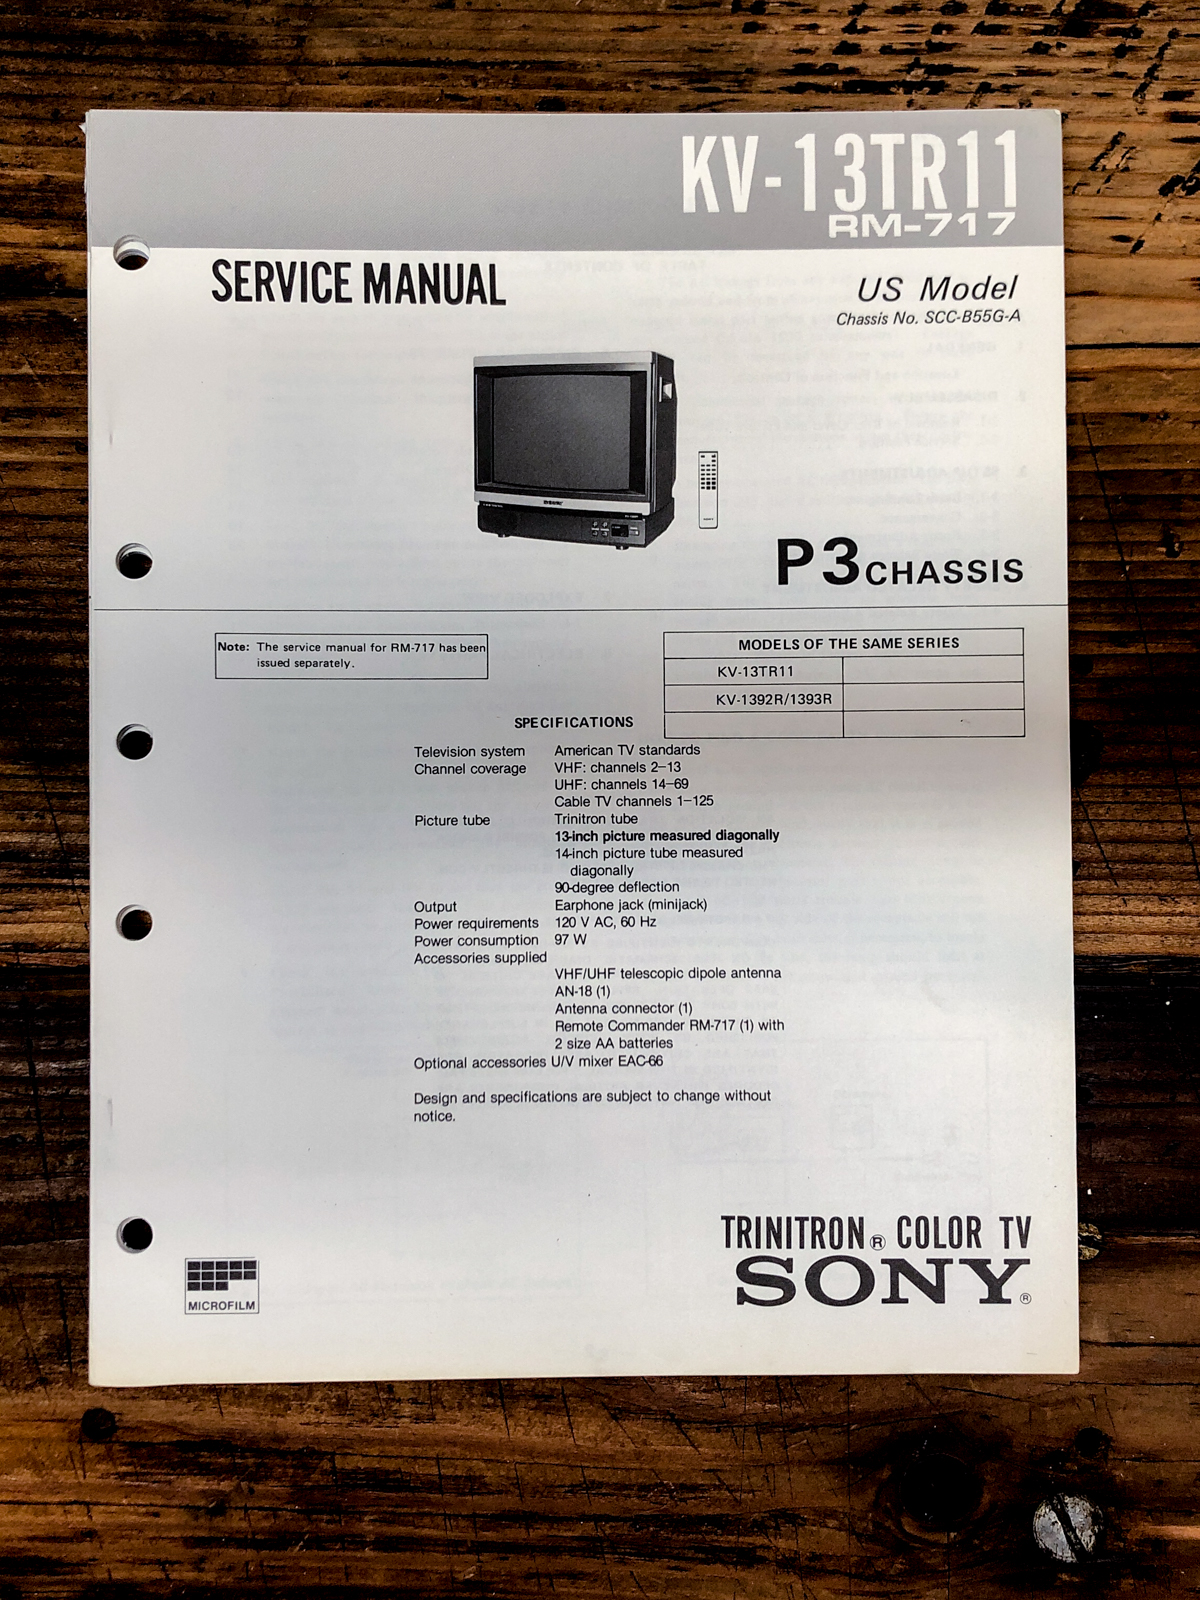 KV-13TR11
RM-717
SERVICE MANUAL
US Model
Chassis No. SCC-B55G-A
SONY
P3 CHASSIS
Note: The service manual for RM-717 has been
issued separately.
MODELS OF THE SAME SERIES
KV-13TR11
KV-1392R/1393R
SPECIFICATIONS
Television system American TV standards
Channel coverage VHF: channels 2–13
UHF: channels 14–69
Cable TV channels 1–125
Picture tube Trinitron tube
13-inch picture measured diagonally
14-inch picture tube measured
diagonally
90-degree deflection
Output Earphone jack (minijack)
Power requirements 120 V AC, 60 Hz
Power consumption 97 W
Accessories supplied
VHF/UHF telescopic dipole antenna
AN-18 (1)
Antenna connector (1)
Remote Commander RM-717 (1) with
2 size AA batteries
Optional accessories U/V mixer EAC-66
Design and specifications are subject to change without
notice.
TRINITRON® COLOR TV
SONY®
MICROFILM